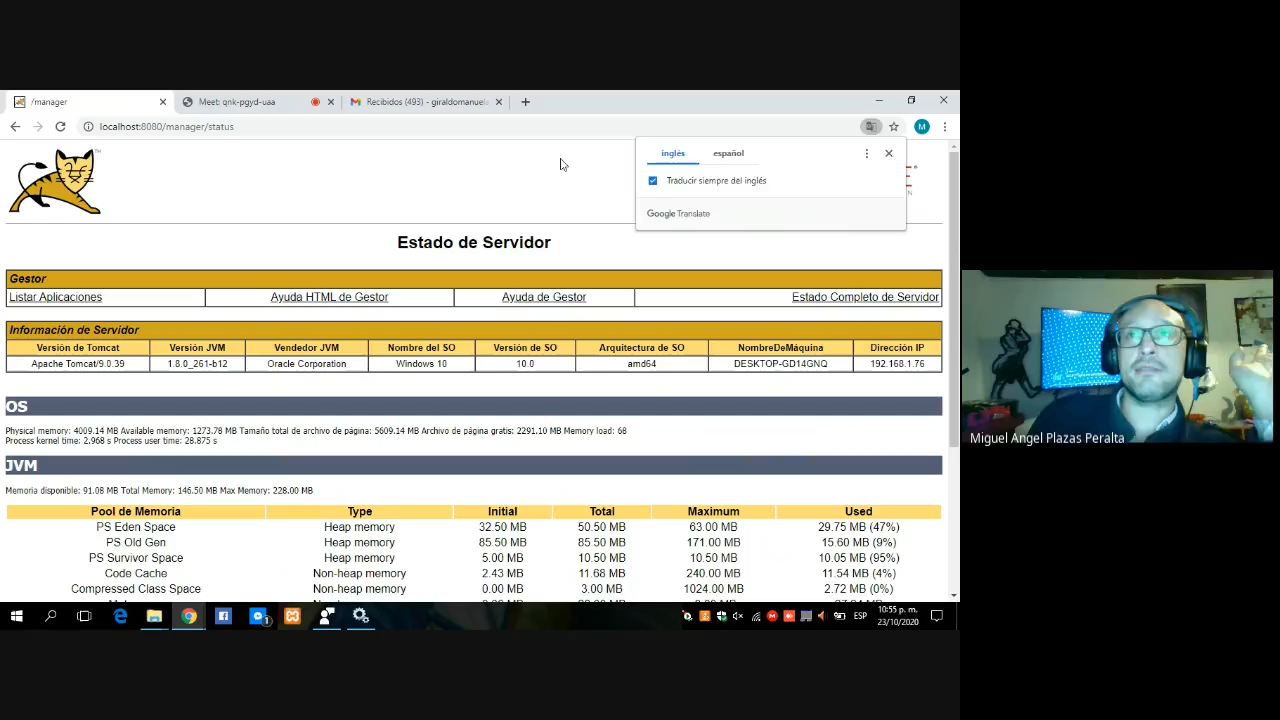 /manager
Meet: qnk-pgyd-uaa
Recibidos (493) - giraldomanuela
localhost:8080/manager/status
M
inglés español
Traducir siempre del inglés
Google Translate
TM
Estado de Servidor
Gestor
Listar Aplicaciones Ayuda HTML de Gestor Ayuda de Gestor Estado Completo de Servidor
Información de Servidor
Versión de Tomcat Versión JVM Vendedor JVM Nombre del SO Versión de SO Arquitectura de SO NombreDeMáquina Dirección IP
Apache Tomcat/9.0.39 1.8.0_261-b12 Oracle Corporation Windows 10 10.0 amd64 DESKTOP-GD14GNQ 192.168.1.76
OS
Physical memory: 4009.14 MB Available memory: 1273.78 MB Tamaño total de archivo de página: 5609.14 MB Archivo de página gratis: 2291.10 MB Memory load: 68
Process kernel time: 2.968 s Process user time: 28.875 s
JVM
Memoria disponible: 91.08 MB Total Memory: 146.50 MB Max Memory: 228.00 MB
Pool de Memoria Type Initial Total Maximum Used
PS Eden Space Heap memory 32.50 MB 50.50 MB 63.00 MB 29.75 MB (47%)
PS Old Gen Heap memory 85.50 MB 85.50 MB 171.00 MB 15.60 MB (9%)
PS Survivor Space Heap memory 5.00 MB 10.50 MB 10.50 MB 10.05 MB (95%)
Code Cache Non-heap memory 2.43 MB 11.68 MB 240.00 MB 11.54 MB (4%)
Compressed Class Space Non-heap memory 0.00 MB 3.00 MB 1024.00 MB 2.72 MB (0%)
1
ESP
10:55 p. m.
23/10/2020
Miguel Angel Plazas Peralta